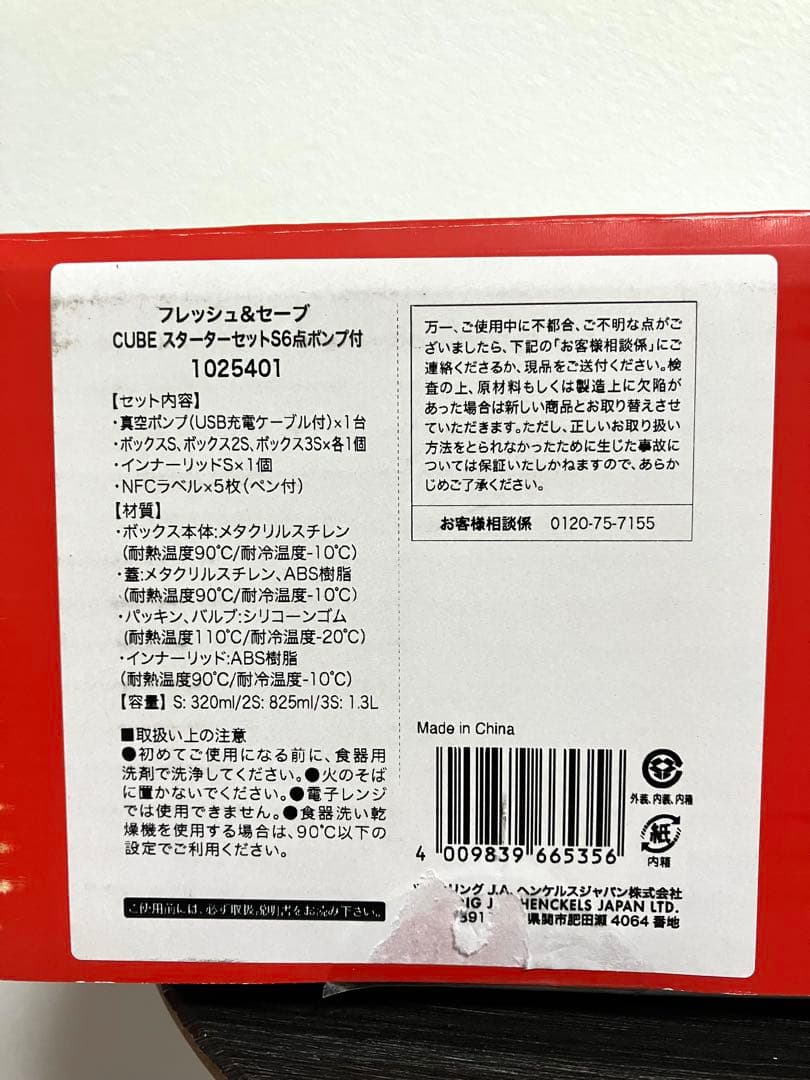 フレッシュ&セーブ
CUBE スターターセットS6点ポンプ付
1025401
【セット内容】
・真空ポンプ(USB充電ケーブル付)×1台
・ボックスS、ボックス2S、ボックス3S×各1個
・インナーリッドS×1個
・NFCラベル×5枚(ペン付)
【材質】
・ボックス本体:メタクリルスチレン
(耐熱温度90℃/耐冷温度-10℃)
・蓋:メタクリルスチレン、ABS樹脂
(耐熱温度90℃/耐冷温度-10℃)
・パッキン、バルブ:シリコーンゴム
(耐熱温度110℃/耐冷温度-20℃)
・インナーリッド:ABS樹脂
(耐熱温度90℃/耐冷温度-10℃)
【容量】S: 320ml/2S: 825ml/3S: 1.3L
■取扱い上の注意
●初めてご使用になる前に、食器用
洗剤で洗浄してください。●火のそば
に置かないでください。●電子レンジ
では使用できません。●食器洗い乾
燥機を使用する場合は、90℃以下の
設定でご利用ください。
ご使用前には、必ず取扱説明書をお読み下さい。
万一、ご使用中に不都合、ご不明な点がご
ざいましたら、下記の「お客様相談係」にご
連絡くださるか、現品をご送付ください。検
査の上、原材料もしくは製造上に欠陥が
あった場合は新しい商品とお取り替えさせ
ていただきます。ただし、正しいお取り扱い
方法をとられなかったために生じた事故に
ついては保証いたしかねますので、あらか
じめご了承ください。
お客様相談係 0120-75-7155
Made in China
4 009839 665356
外装、内装、内箱
紙
内箱
リング J.A. ヘンケルスジャパン株式会社
HENCKELS JAPAN LTD.
県関市肥田瀬 4064 番地